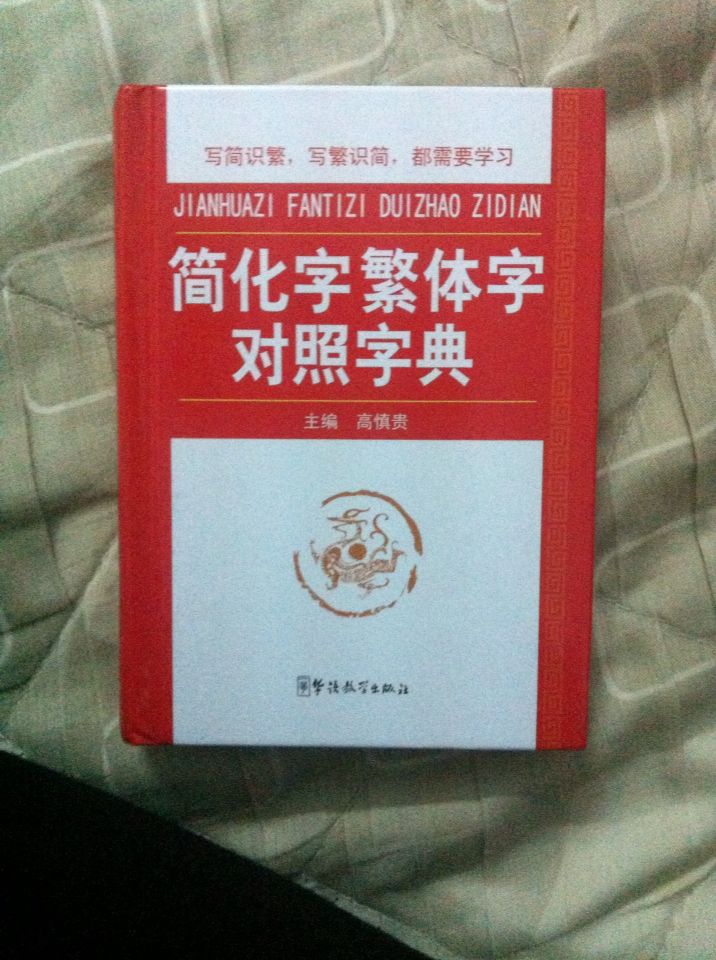 写简识繁，写繁识简，都需要学习
JIANHUAZI FANTIZI DUIZHAO ZIDIAN
简化字繁体字
对照字典
主编 高慎贵
华语教学出版社